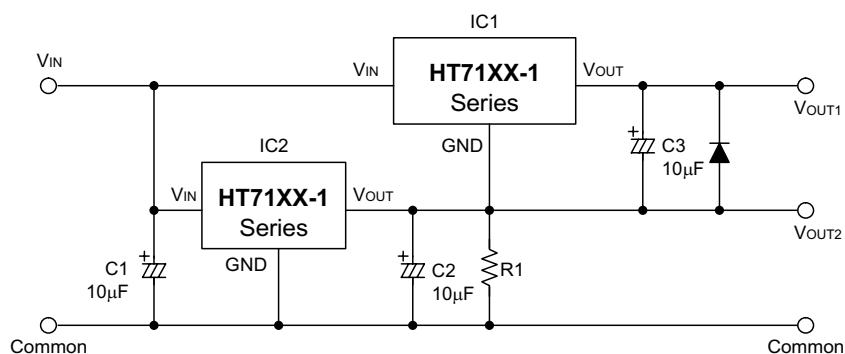 IC1
VIN
VIN
HT71XX-1
Series
VOUT
VOUT1
GND
C3
10μF
IC2
VIN
HT71XX-1
Series
VOUT
VOUT2
GND
C1
10μF
C2
10μF
R1
Common
Common